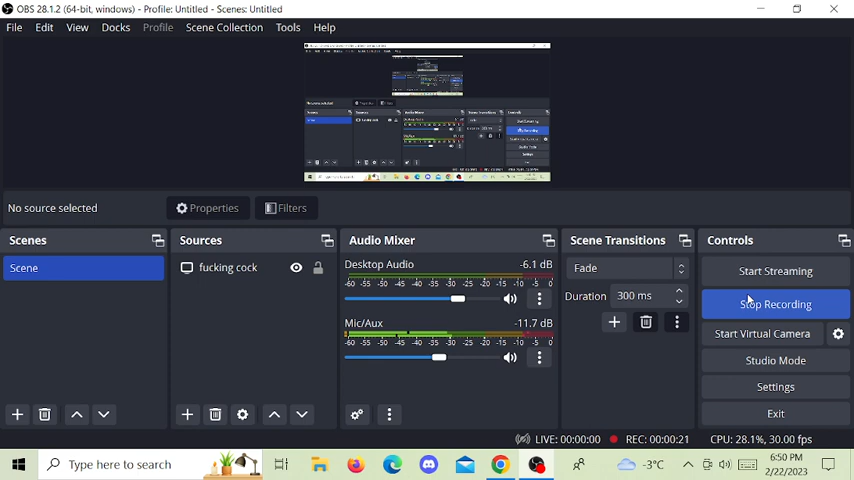 OBS 28.1.2 (64-bit, windows) - Profile: Untitled - Scenes: Untitled
File Edit View Docks Profile Scene Collection Tools Help
No source selected Properties Filters
Scenes Sources Audio Mixer Scene Transitions Controls
Scene
fucking cock
Desktop Audio -6.1 dB
-60 -55 -50 -45 -40 -35 -30 -25 -20 -15 -10 -5 0
Mic/Aux -11.7 dB
-60 -55 -50 -45 -40 -35 -30 -25 -20 -15 -10 -5 0
Fade
Duration 300 ms
Start Streaming
Stop Recording
Start Virtual Camera
Studio Mode
Settings
Exit
LIVE: 00:00:00 REC: 00:00:21 CPU: 28.1%, 30.00 fps
Type here to search
-3°C
6:50 PM
2/22/2023